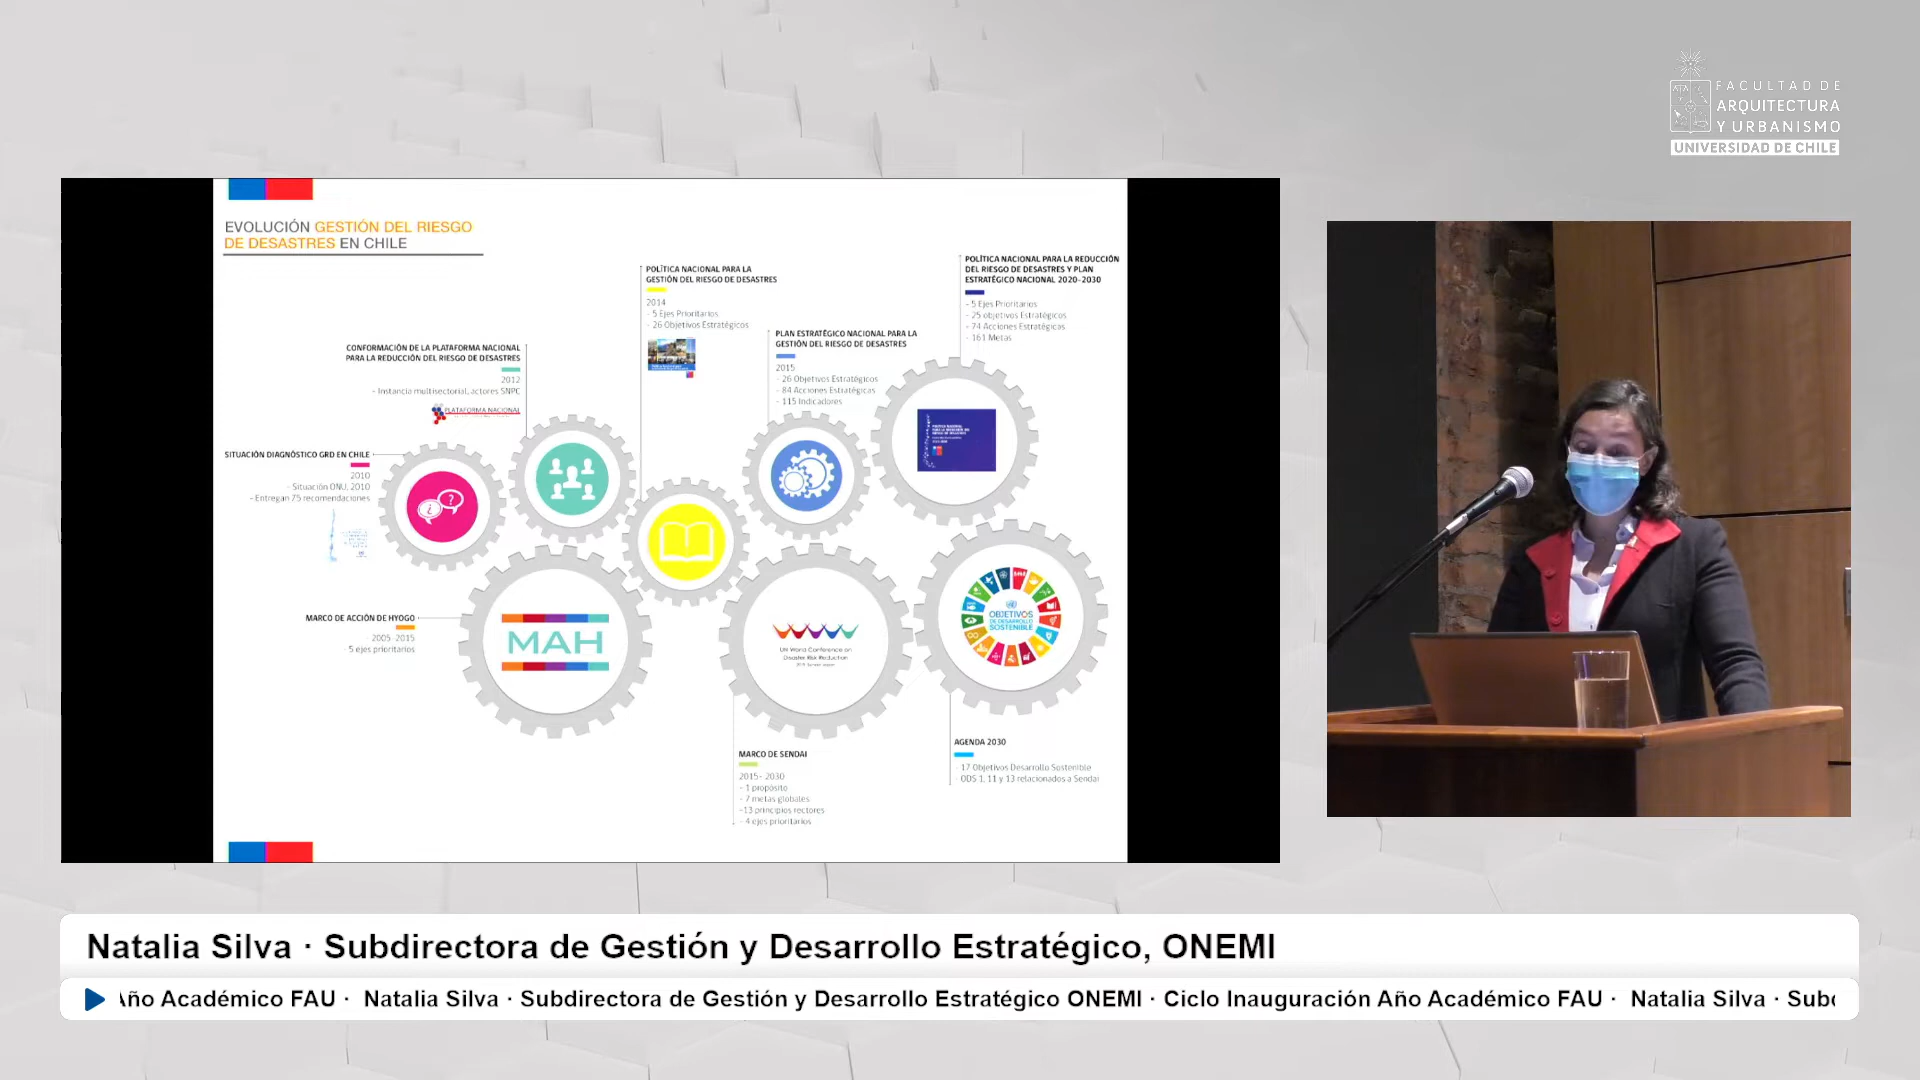 FACULTAD DE
ARQUITECTURA
Y URBANISMO
UNIVERSIDAD DE CHILE
EVOLUCIÓN GESTIÓN DEL RIESGO
DE DESASTRES EN CHILE
POLÍTICA NACIONAL PARA LA REDUCCIÓN
DEL RIESGO DE DESASTRES Y PLAN
ESTRATÉGICO NACIONAL 2020-2030
- 5 Ejes Prioritarios
- 25 objetivos Estratégicos
- 74 Acciones Estratégicas
- 161 Metas
POLÍTICA NACIONAL PARA LA
GESTIÓN DEL RIESGO DE DESASTRES
2014
- 5 Ejes Prioritarios
- 26 Objetivos Estratégicos
PLAN ESTRATÉGICO NACIONAL PARA LA
GESTIÓN DEL RIESGO DE DESASTRES
2015
- 26 Objetivos Estratégicos
- 84 Acciones Estratégicas
- 115 Indicadores
CONFORMACIÓN DE LA PLATAFORMA NACIONAL
PARA LA REDUCCIÓN DEL RIESGO DE DESASTRES
2012
- Instancia multisectorial, actores SNPC
PLATAFORMA NACIONAL
SITUACIÓN DIAGNÓSTICO GRD EN CHILE
2010
- Situación ONU, 2010
- Entregan 75 recomendaciones
MARCO DE ACCIÓN DE HYOGO
2005-2015
- 5 ejes prioritarios
MAH
UN World Conference on
Disaster Risk Reduction
OBJETIVOS
DE DESARROLLO
SOSTENIBLE
MARCO DE SENDAI
2015- 2030
- 1 propósito
- 7 metas globales
-13 principios rectores
- 4 ejes prioritarios
AGENDA 2030
- 17 Objetivos Desarrollo Sostenible
- ODS 1, 11 y 13 relacionados a Sendai
Natalia Silva · Subdirectora de Gestión y Desarrollo Estratégico, ONEMI
Año Académico FAU · Natalia Silva · Subdirectora de Gestión y Desarrollo Estratégico ONEMI · Ciclo Inauguración Año Académico FAU · Natalia Silva · Subd